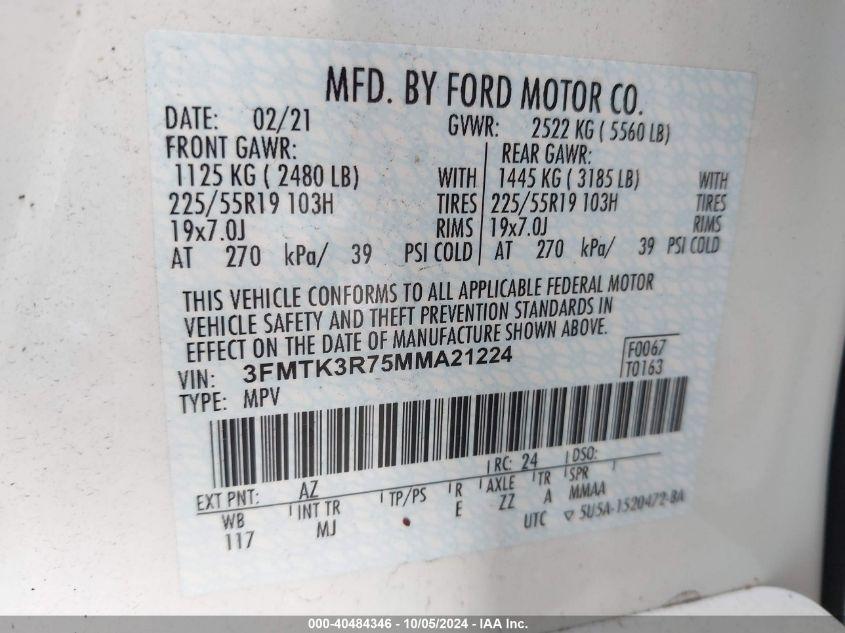 MFD. BY FORD MOTOR CO.
DATE: 02/21 GVWR: 2522 KG ( 5560 LB)
FRONT GAWR: REAR GAWR:
1125 KG ( 2480 LB) WITH 1445 KG ( 3185 LB) WITH
225/55R19 103H TIRES 225/55R19 103H TIRES
19x7.0J RIMS 19x7.0J RIMS
AT 270 kPa/ 39 PSI COLD AT 270 kPa/ 39 PSI COLD
THIS VEHICLE CONFORMS TO ALL APPLICABLE FEDERAL MOTOR
VEHICLE SAFETY AND THEFT PREVENTION STANDARDS IN
EFFECT ON THE DATE OF MANUFACTURE SHOWN ABOVE.
VIN: 3FMTK3R75MMA21224 F0067
TYPE: MPV T0163
RC: 24 DSO:
EXT PNT: AZ TP/PS R AXLE TR SPR
WB INT TR E ZZ A MMAA
117 MJ UTC ▽ 5U5A-1520472-BA
000-40484346 - 10/05/2024 - IAA Inc.